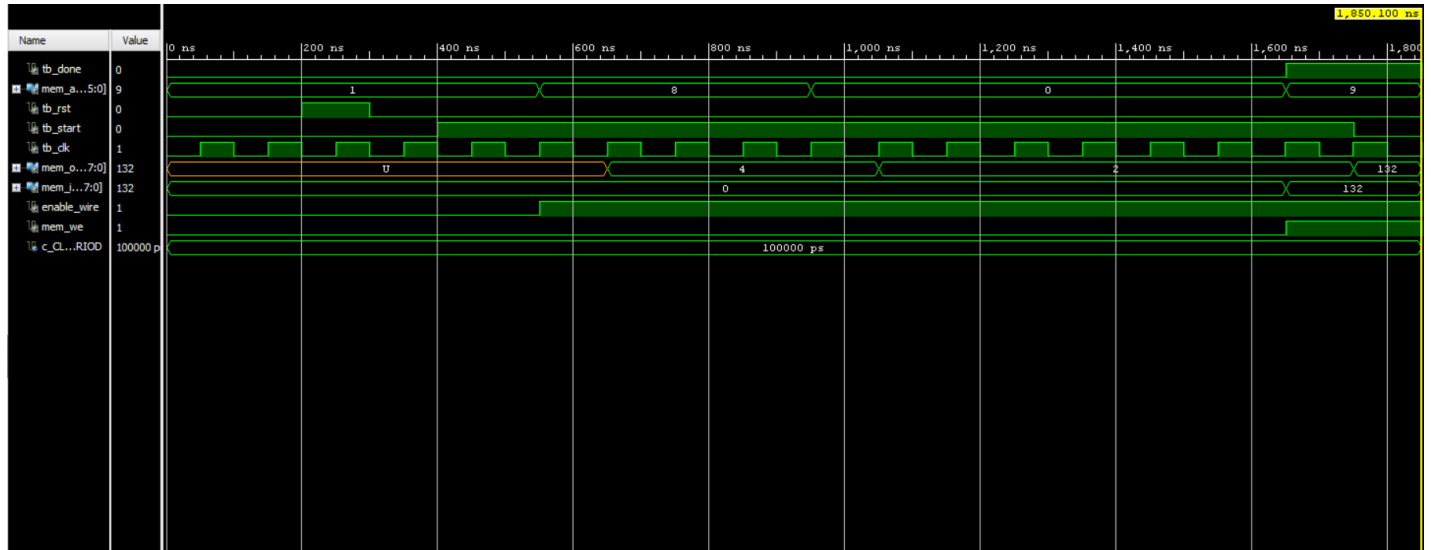 1,850.100 ns
Name Value 0 ns 200 ns 400 ns 600 ns 800 ns 1,000 ns 1,200 ns 1,400 ns 1,600 ns 1,800
tb_done 0
mem_a...5:0] 9 1 8 0 9
tb_rst 0
tb_start 0
tb_clk 1
mem_o...7:0] 132 U 4 2 132
mem_i...7:0] 132 0 132
enable_wire 1
mem_we 1
c_CL...RIOD 100000 p 100000 ps